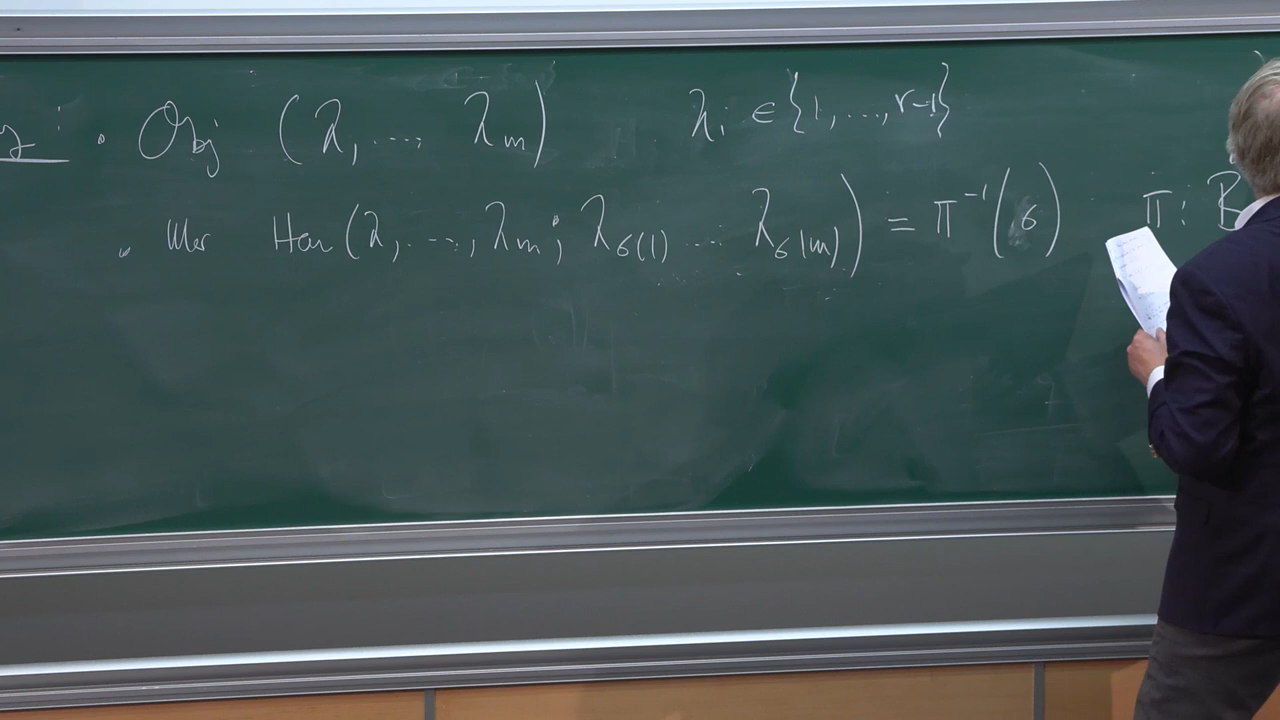 • Obj (λ₁, ..., λₘ) λᵢ ∈ {1, ..., r-1}
• Mor Hom(λ₁, ..., λₘ; λ_σ(1) ... λ_σ(m)) = π⁻¹(σ) π: B